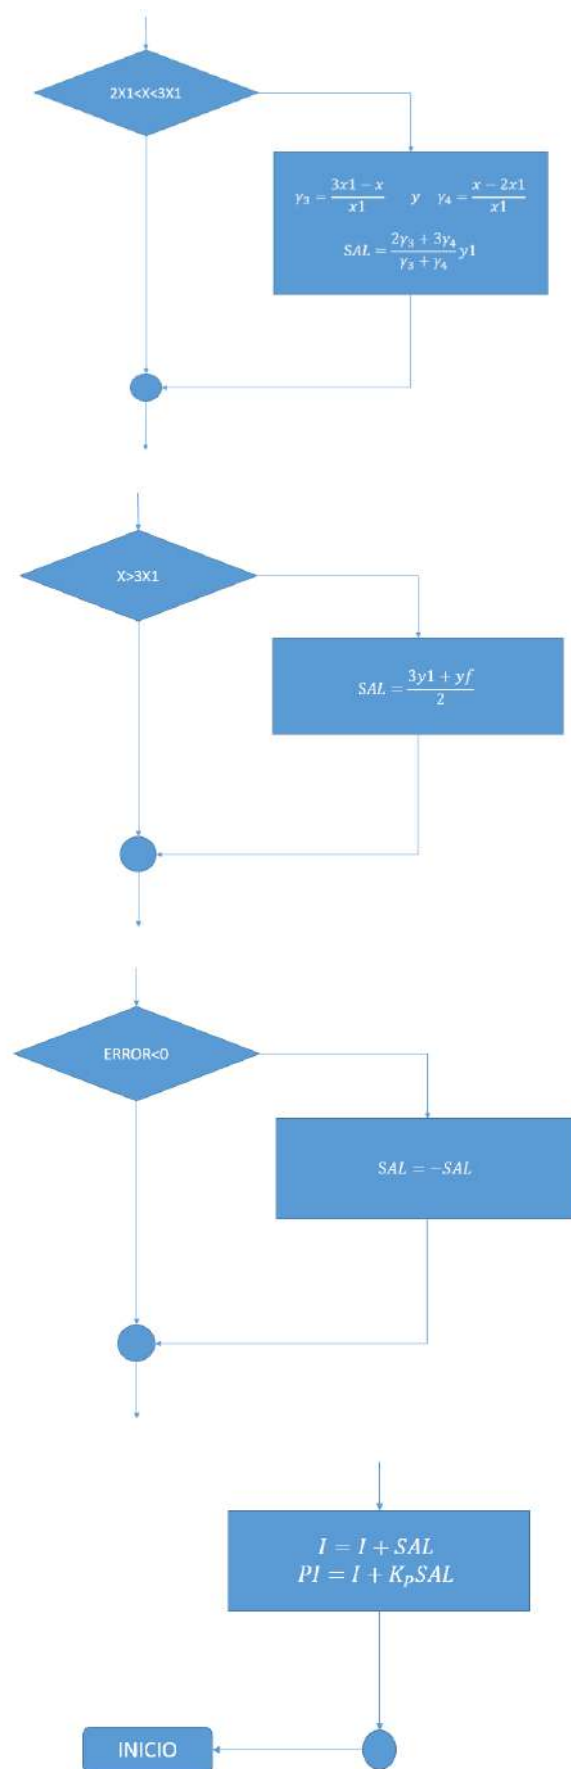 2X1<X<3X1
γ₃ = (3x1 − x)/x1 y γ₄ = (x − 2x1)/x1
SAL = (2γ₃ + 3γ₄)/(γ₃ + γ₄) y1
X>3X1
SAL = (3y1 + yf)/2
ERROR<0
SAL = −SAL
I = I + SAL
PI = I + KₚSAL
INICIO